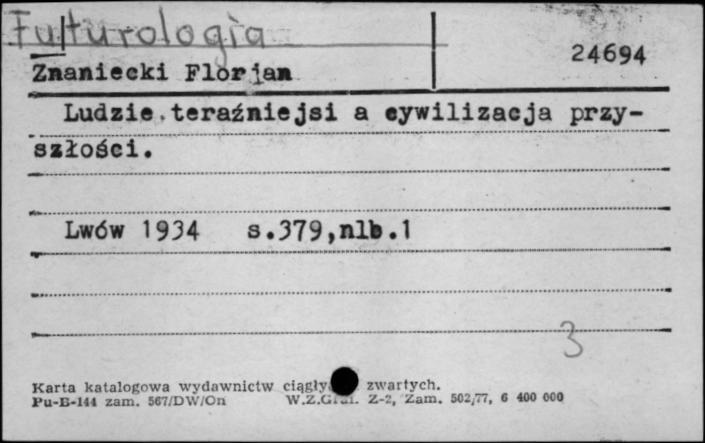 Futurologia
24694
Znaniecki Florjan
Ludzie teraźniejsi a cywilizacja przy-
szłości.
Lwów 1934 s.379,nlb.1
3
Karta katalogowa wydawnictw zwartych.
Pu-B-144 zam. 567/DW/On W.Z.Graf. Z-2, Zam. 502/77, 6 400 000